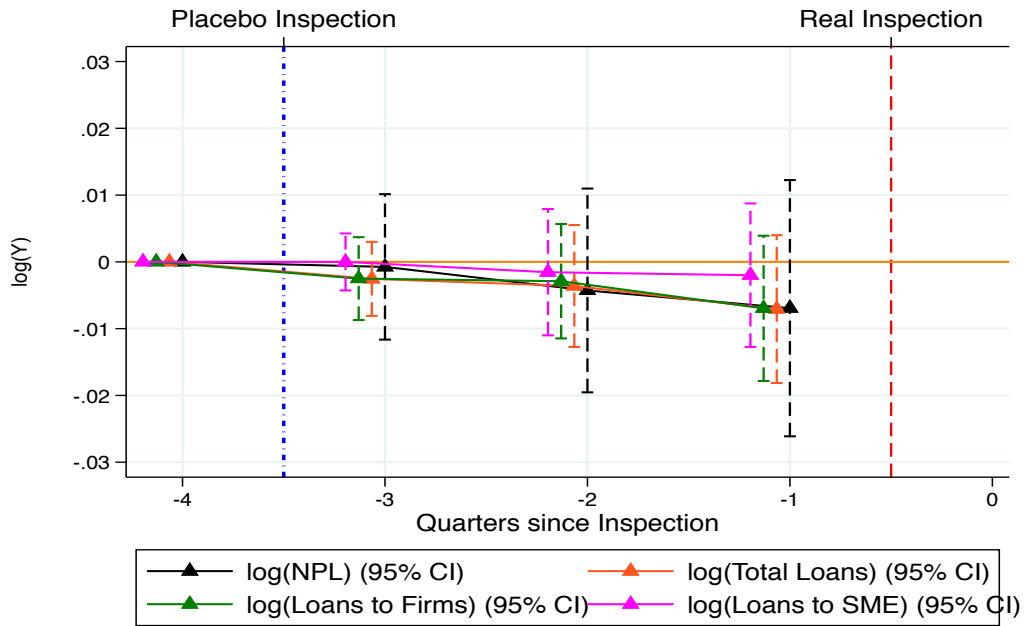 Placebo Inspection Real Inspection
.03
.02
.01
0
-.01
-.02
-.03
log(Y)
-4 -3 -2 -1 0
Quarters since Inspection
log(NPL) (95% CI) log(Total Loans) (95% CI)
log(Loans to Firms) (95% CI) log(Loans to SME) (95% CI)